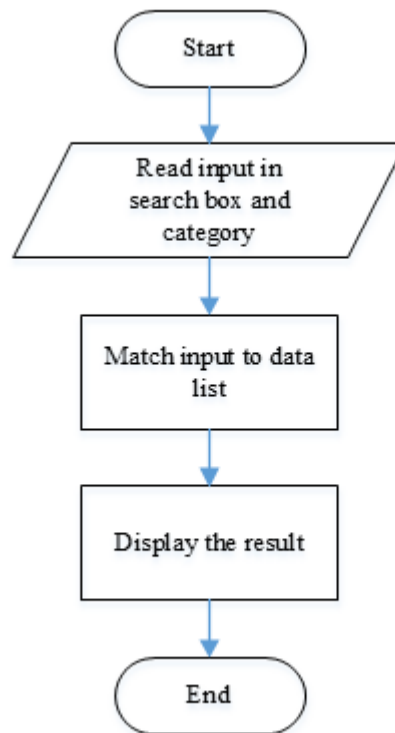 Start
Read input in
search box and
category
Match input to data
list
Display the result
End